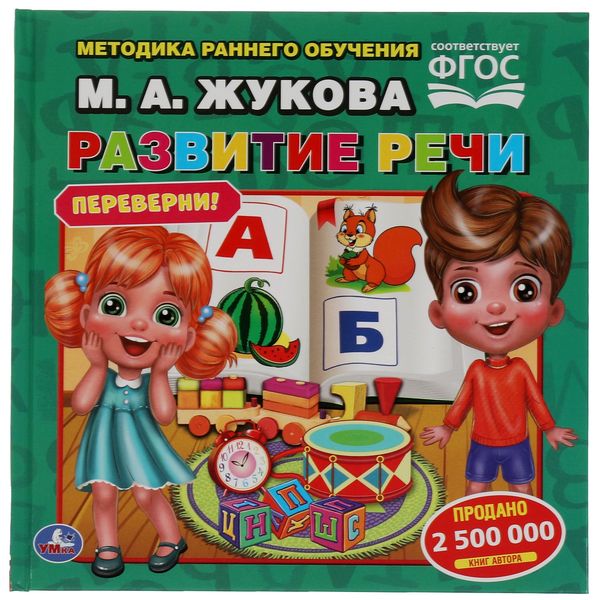 МЕТОДИКА РАННЕГО ОБУЧЕНИЯ
соответствует
ФГОС
М. А. ЖУКОВА
РАЗВИТИЕ РЕЧИ
ПЕРЕВЕРНИ!
А
Б
Ц Н П Ш С
УМка
ПРОДАНО
2 500 000
КНИГ АВТОРА